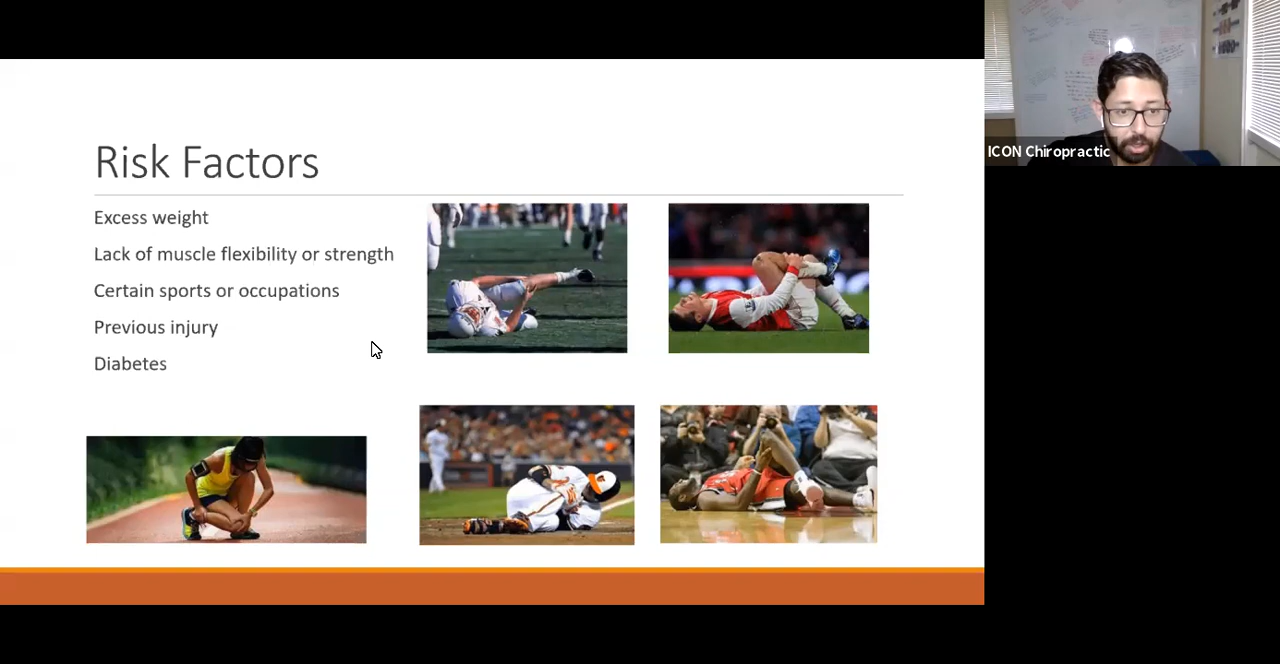 Risk Factors
Excess weight
Lack of muscle flexibility or strength
Certain sports or occupations
Previous injury
Diabetes
ICON Chiropractic